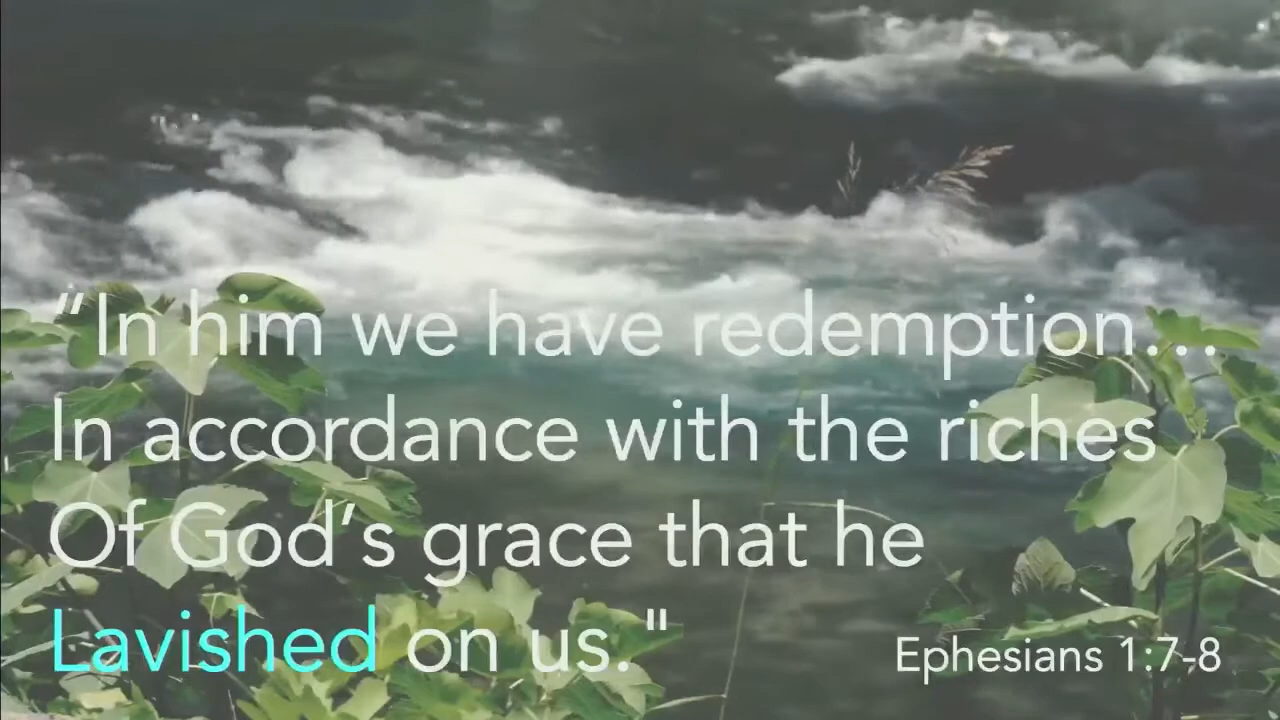 “In him we have redemption...
In accordance with the riches
Of God’s grace that he
Lavished on us."
Ephesians 1:7-8